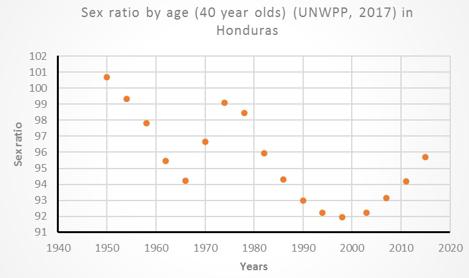 Sex ratio by age (40 year olds) (UNWPP, 2017) in
Honduras
102
101
100
99
98
97
96
95
94
93
92
91
Sex ratio
1940 1950 1960 1970 1980 1990 2000 2010 2020
Years